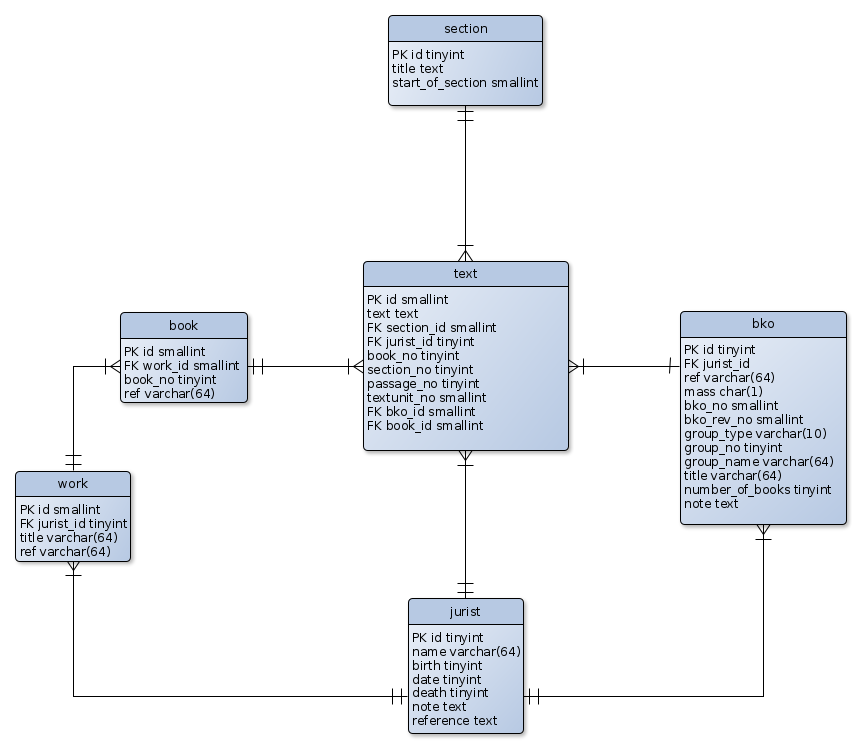 section
PK id tinyint
title text
start_of_section smallint
text
PK id smallint
text text
FK section_id smallint
FK jurist_id tinyint
book_no tinyint
section_no tinyint
passage_no tinyint
textunit_no smallint
FK bko_id smallint
FK book_id smallint
book
PK id smallint
FK work_id smallint
book_no tinyint
ref varchar(64)
bko
PK id tinyint
FK jurist_id
ref varchar(64)
mass char(1)
bko_no smallint
bko_rev_no smallint
group_type varchar(10)
group_no tinyint
group_name varchar(64)
title varchar(64)
number_of_books tinyint
note text
work
PK id smallint
FK jurist_id tinyint
title varchar(64)
ref varchar(64)
jurist
PK id tinyint
name varchar(64)
birth tinyint
date tinyint
death tinyint
note text
reference text